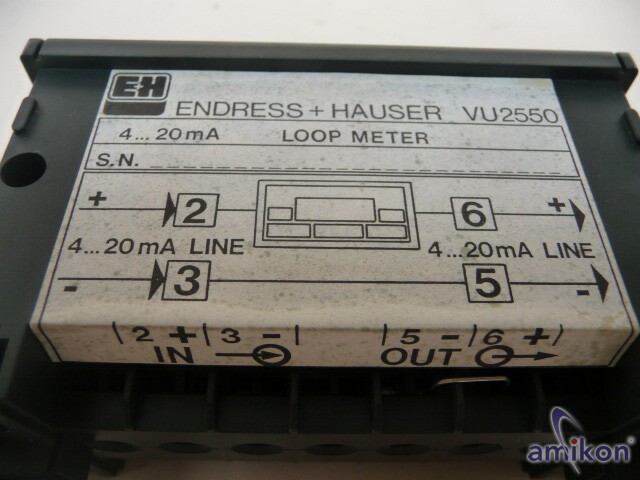 E+H
ENDRESS + HAUSER VU2550
4...20mA LOOP METER
S.N.
+ 2 6 +
4...20mA LINE 4...20mA LINE
- 3 5 -
2 + 3 - 5 - 6 +
IN OUT
amikon